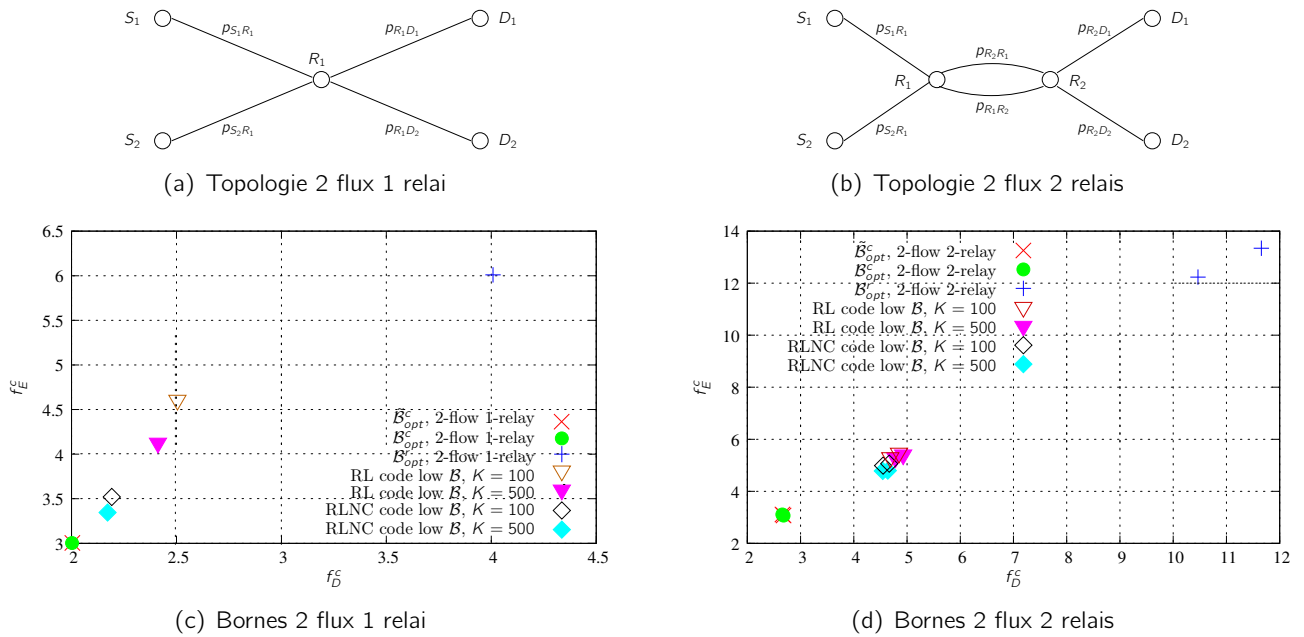 S1
D1
pS1R1
pR1D1
R1
pS2R1
pR1D2
S2
D2
(a) Topologie 2 flux 1 relai
S1
D1
pS1R1
pR2R1
pR2D1
R1
R2
pS2R1
pR1R2
pR2D2
S2
D2
(b) Topologie 2 flux 2 relais
6.5
6
5.5
5
4.5
4
3.5
3
2
2.5
3
3.5
4
4.5
f_E^c
f_D^c
B̃^c_opt, 2-flow 1-relay
B^c_opt, 2-flow 1-relay
B^r_opt, 2-flow 1-relay
RL code low B, K = 100
RL code low B, K = 500
RLNC code low B, K = 100
RLNC code low B, K = 500
(c) Bornes 2 flux 1 relai
14
12
10
8
6
4
2
2
3
4
5
6
7
8
9
10
11
12
f_E^c
f_D^c
B̃^c_opt, 2-flow 2-relay
B^c_opt, 2-flow 2-relay
B^r_opt, 2-flow 2-relay
RL code low B, K = 100
RL code low B, K = 500
RLNC code low B, K = 100
RLNC code low B, K = 500
(d) Bornes 2 flux 2 relais